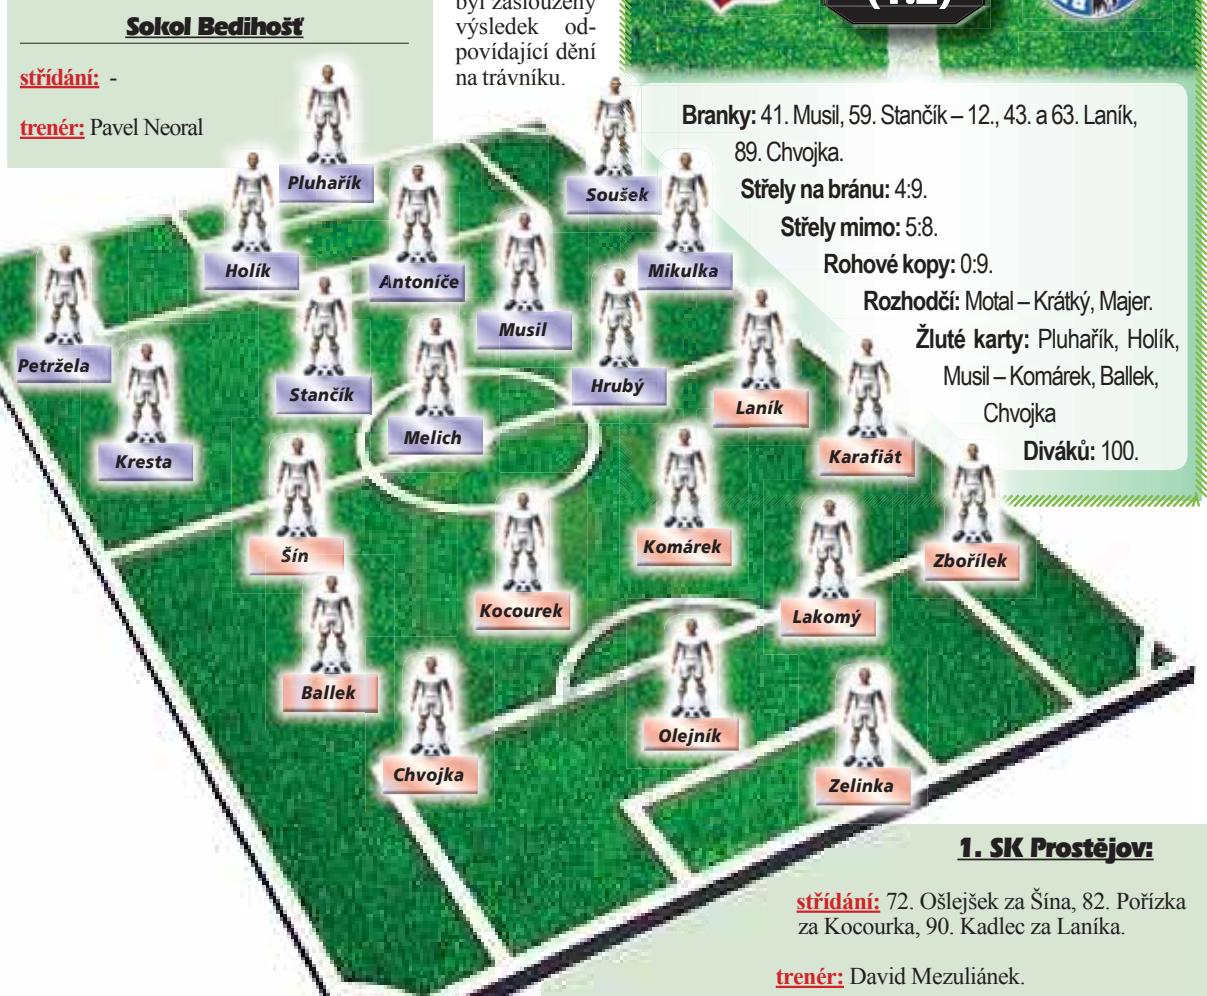 Sokol Bedihošť
střídání: -
trenér: Pavel Neoral
výsledek od-
povídající dění
na trávníku.
Branky: 41. Musil, 59. Stančík – 12., 43. a 63. Laník,
89. Chvojka.
Střely na bránu: 4:9.
Střely mimo: 5:8.
Rohové kopy: 0:9.
Rozhodčí: Motal – Krátký, Majer.
Žluté karty: Pluhařík, Holík,
Musil – Komárek, Ballek,
Chvojka
Diváků: 100.
Pluhařík
Soušek
Holík
Antoníče
Mikulka
Musil
Petržela
Stančík
Hrubý
Laník
Melich
Kresta
Karafiát
Šín
Komárek
Zbořílek
Kocourek
Lakomý
Ballek
Olejník
Chvojka
Zelinka
1. SK Prostějov:
střídání: 72. Ošlejšek za Šína, 82. Pořízka
za Kocourka, 90. Kadlec za Laníka.
trenér: David Mezuliánek.